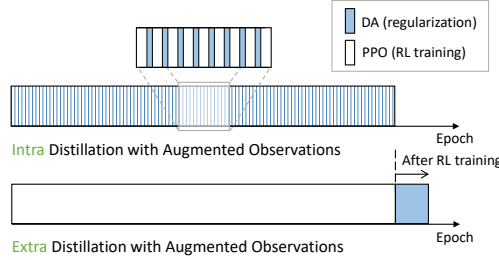 DA (regularization)
PPO (RL training)
Epoch
Intra Distillation with Augmented Observations
After RL training
Epoch
Extra Distillation with Augmented Observations